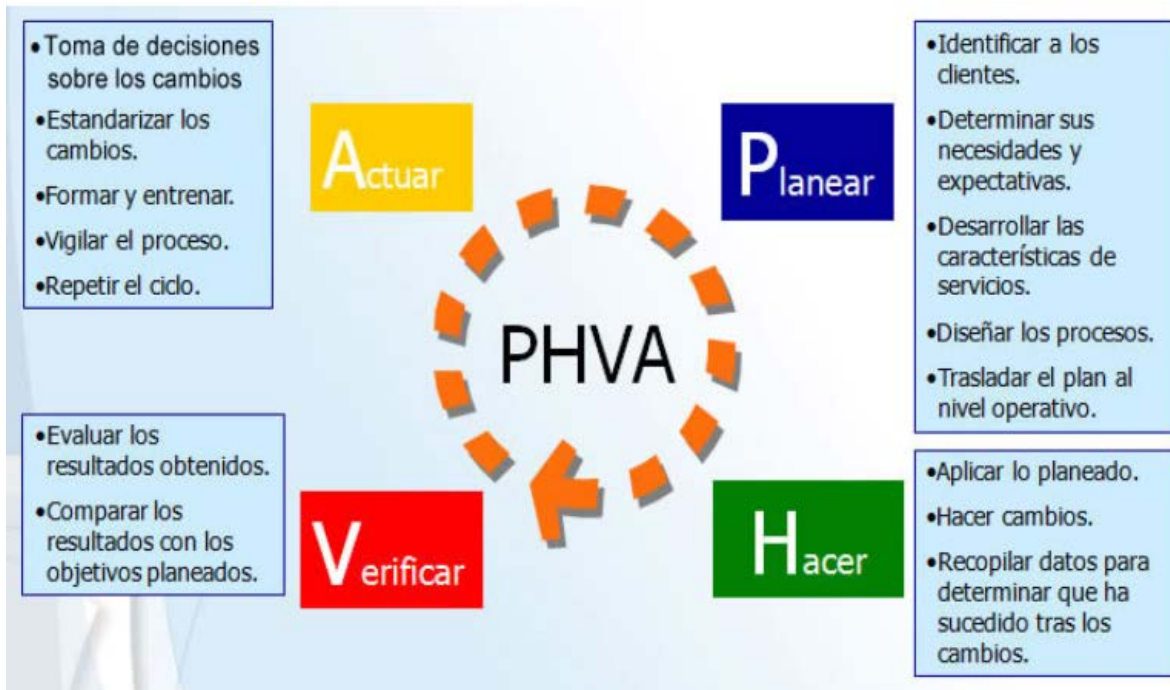 •Toma de decisiones
sobre los cambios
•Estandarizar los
cambios.
•Formar y entrenar.
•Vigilar el proceso.
•Repetir el ciclo.
Actuar
Planear
•Identificar a los
clientes.
•Determinar sus
necesidades y
expectativas.
•Desarrollar las
características de
servicios.
•Diseñar los procesos.
•Trasladar el plan al
nivel operativo.
PHVA
•Evaluar los
resultados obtenidos.
•Comparar los
resultados con los
objetivos planeados.
Verificar
Hacer
•Aplicar lo planeado.
•Hacer cambios.
•Recopilar datos para
determinar que ha
sucedido tras los
cambios.